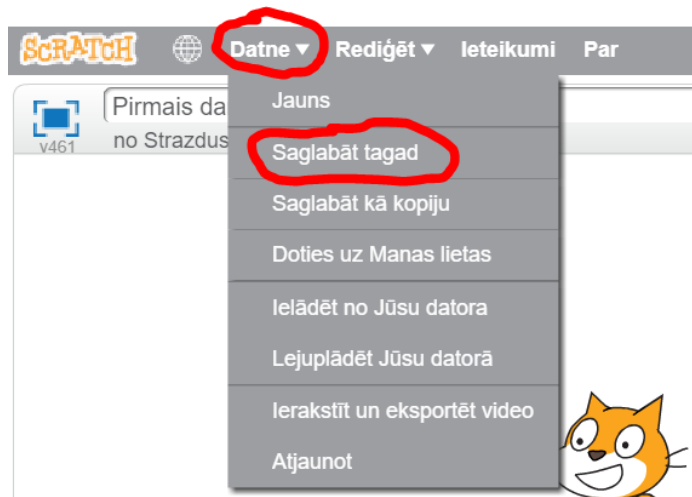 SCRATCH Datne ▾ Rediģēt ▾ Ieteikumi Par
Pirmais da
v461
no Strazdus
Jauns
Saglabāt tagad
Saglabāt kā kopiju
Doties uz Manas lietas
Ielādēt no Jūsu datora
Lejuplādēt Jūsu datorā
Ierakstīt un eksportēt video
Atjaunot